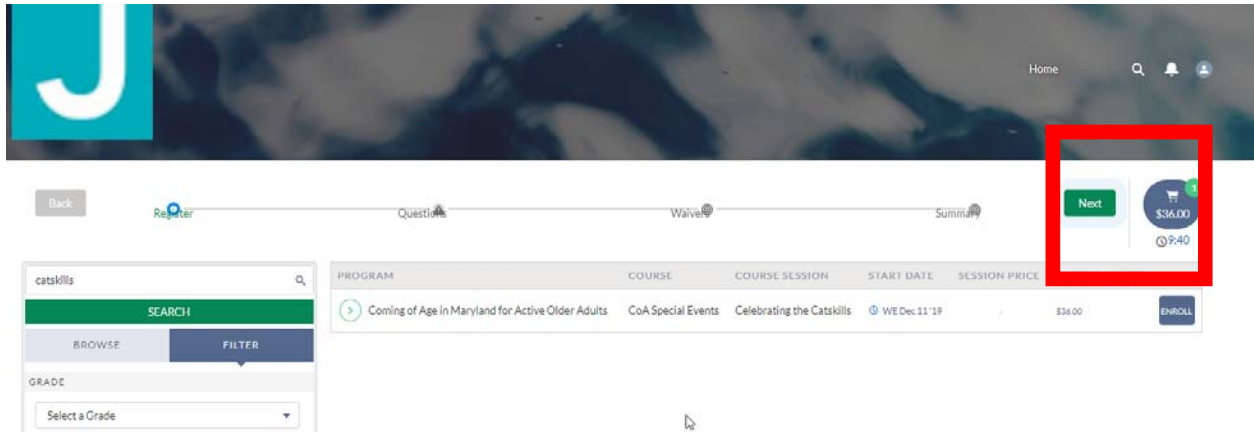 J
Home
Back
Register
Questions
Waivers
Summary
Next
1
$36.00
9:40
catskills
SEARCH
BROWSE
FILTER
GRADE
Select a Grade
PROGRAM COURSE COURSE SESSION START DATE SESSION PRICE
Coming of Age in Maryland for Active Older Adults CoA Special Events Celebrating the Catskills WE Dec 11 '19 - $36.00 ENROLL